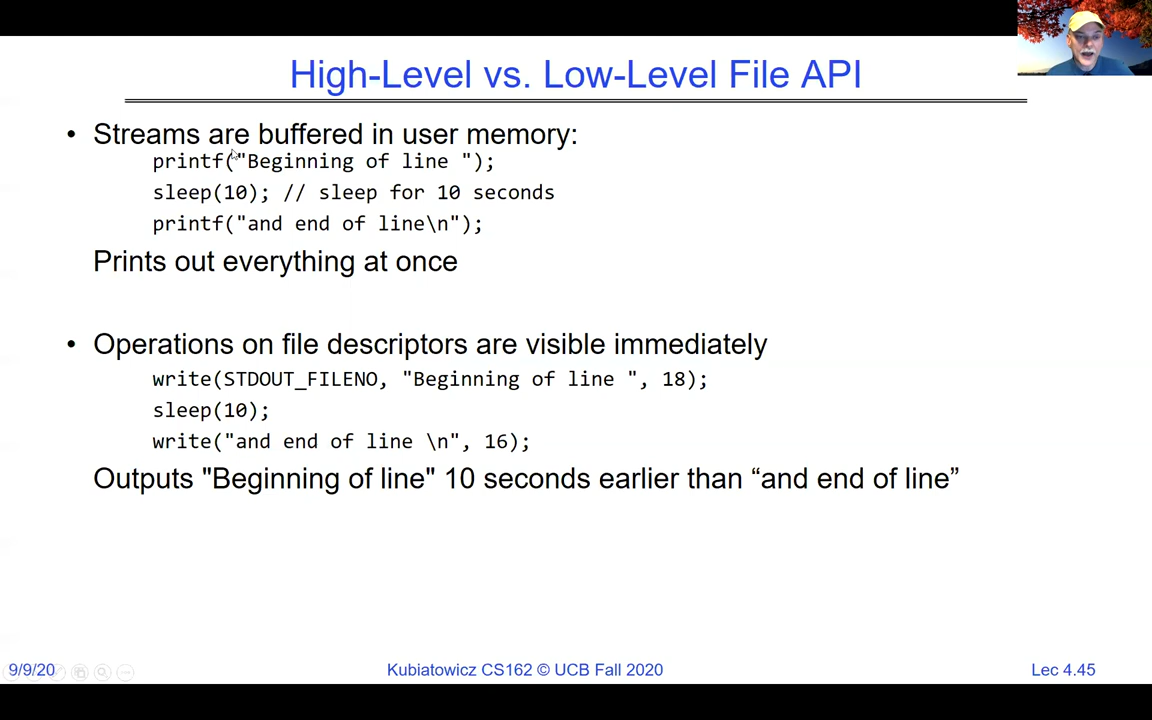 High-Level vs. Low-Level File API
• Streams are buffered in user memory:
printf("Beginning of line ");
sleep(10); // sleep for 10 seconds
printf("and end of line\n");
Prints out everything at once
• Operations on file descriptors are visible immediately
write(STDOUT_FILENO, "Beginning of line ", 18);
sleep(10);
write("and end of line \n", 16);
Outputs "Beginning of line" 10 seconds earlier than “and end of line”
9/9/20
Kubiatowicz CS162 © UCB Fall 2020
Lec 4.45